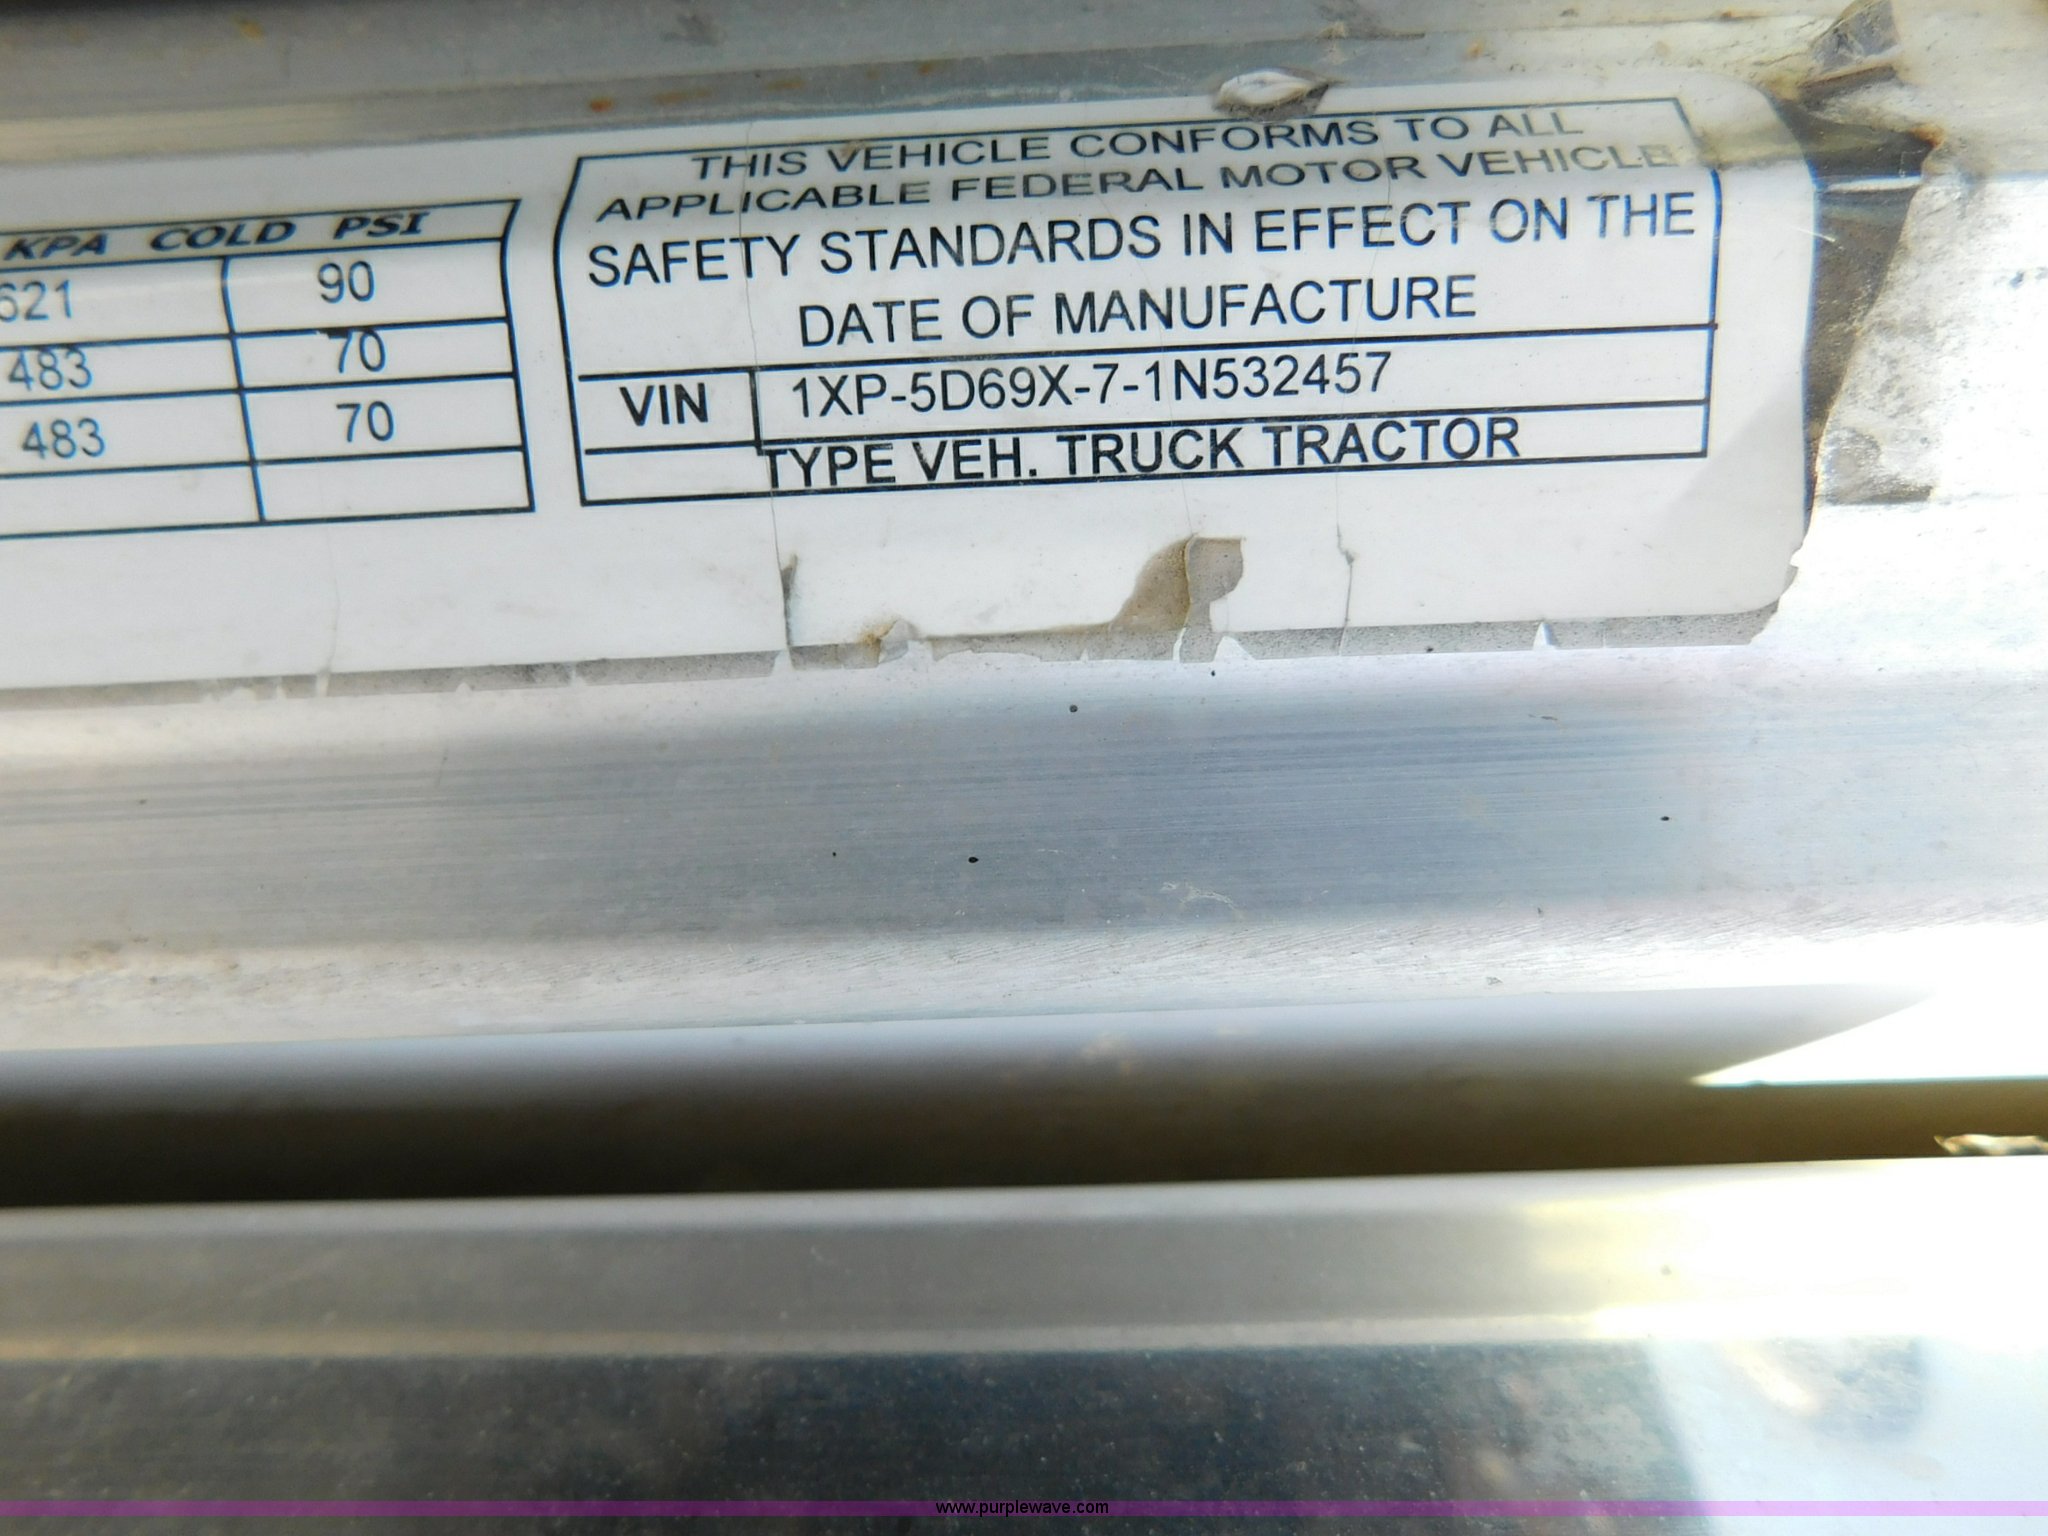 KPA COLD PSI
621 90
483 70
483 70
THIS VEHICLE CONFORMS TO ALL
APPLICABLE FEDERAL MOTOR VEHICLE
SAFETY STANDARDS IN EFFECT ON THE
DATE OF MANUFACTURE
VIN 1XP-5D69X-7-1N532457
TYPE VEH. TRUCK TRACTOR
www.purplewave.com